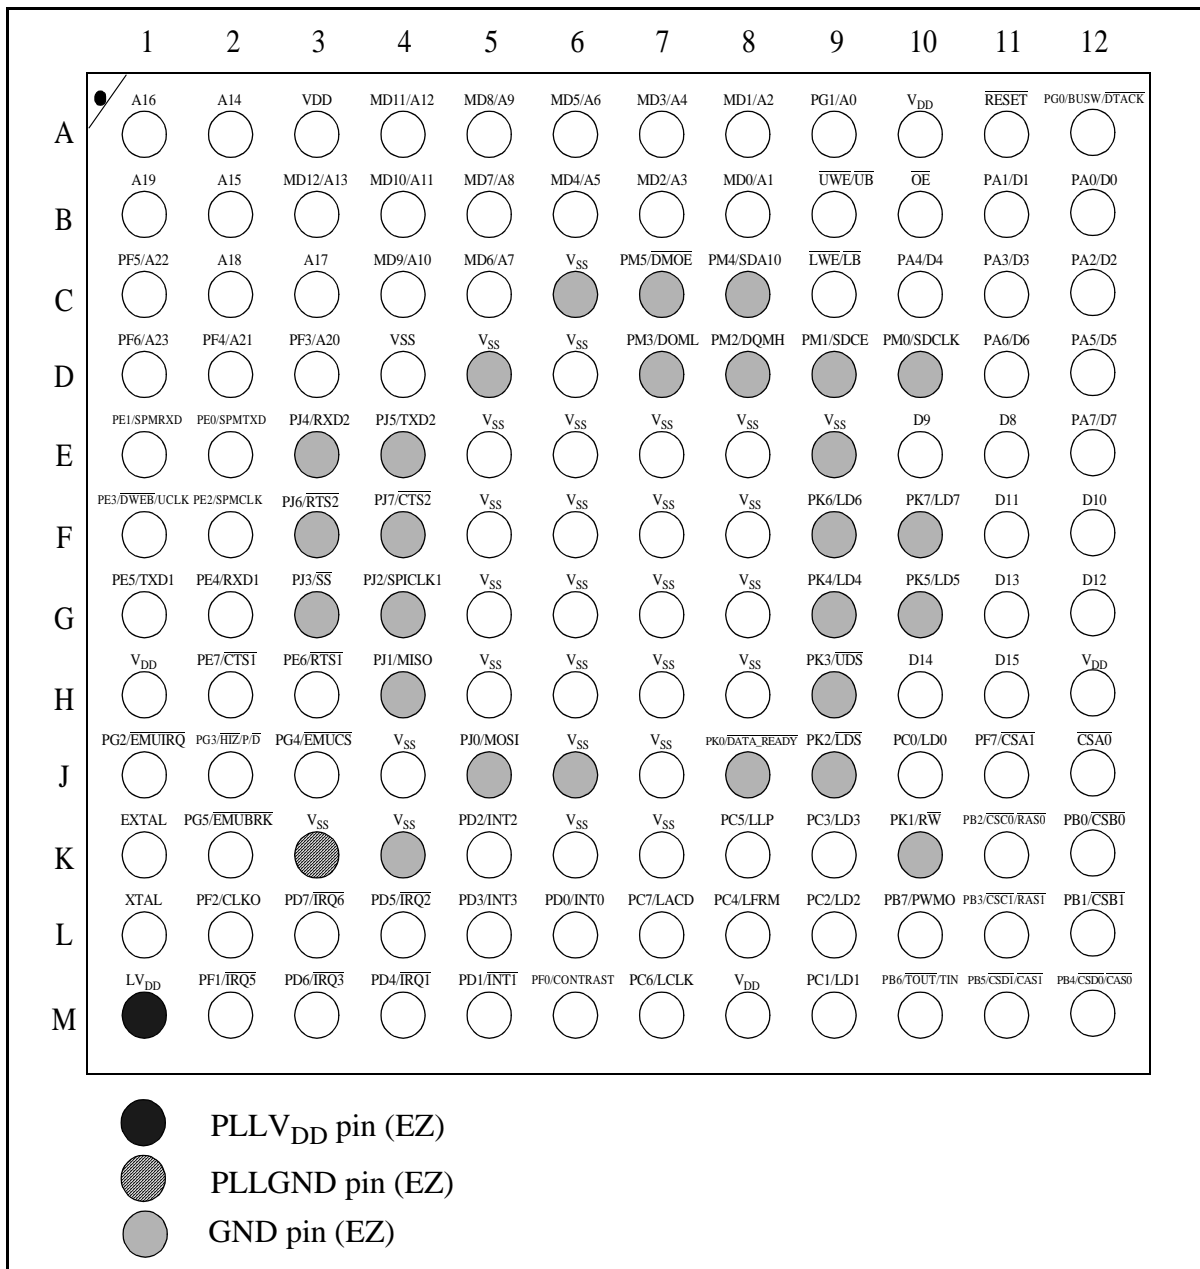 1 2 3 4 5 6 7 8 9 10 11 12
A16 A14 VDD MD11/A12 MD8/A9 MD5/A6 MD3/A4 MD1/A2 PG1/A0 VDD RESET PG0/BUSW/DTACK
A
A19 A15 MD12/A13 MD10/A11 MD7/A8 MD4/A5 MD2/A3 MD0/A1 UWE/UB OE PA1/D1 PA0/D0
B
PF5/A22 A18 A17 MD9/A10 MD6/A7 VSS PM5/DMOE PM4/SDA10 LWE/LB PA4/D4 PA3/D3 PA2/D2
C
PF6/A23 PF4/A21 PF3/A20 VSS VSS VSS PM3/DOML PM2/DQMH PM1/SDCE PM0/SDCLK PA6/D6 PA5/D5
D
PE1/SPMRXD PE0/SPMTXD PJ4/RXD2 PJ5/TXD2 VSS VSS VSS VSS VSS D9 D8 PA7/D7
E
PE3/DWEB/UCLK PE2/SPMCLK PJ6/RTS2 PJ7/CTS2 VSS VSS VSS VSS PK6/LD6 PK7/LD7 D11 D10
F
PE5/TXD1 PE4/RXD1 PJ3/SS PJ2/SPICLK1 VSS VSS VSS VSS PK4/LD4 PK5/LD5 D13 D12
G
VDD PE7/CTS1 PE6/RTS1 PJ1/MISO VSS VSS VSS VSS PK3/UDS D14 D15 VDD
H
PG2/EMUIRQ PG3/HIZ/P/D PG4/EMUCS VSS PJ0/MOSI VSS VSS PK0/DATA_READY PK2/LDS PC0/LD0 PF7/CSA1 CSA0
J
EXTAL PG5/EMUBRK VSS VSS PD2/INT2 VSS VSS PC5/LLP PC3/LD3 PK1/RW PB2/CSC0/RAS0 PB0/CSB0
K
XTAL PF2/CLKO PD7/IRQ6 PD5/IRQ2 PD3/INT3 PD0/INT0 PC7/LACD PC4/LFRM PC2/LD2 PB7/PWMO PB3/CSC1/RAS1 PB1/CSB1
L
LVDD PF1/IRQ5 PD6/IRQ3 PD4/IRQ1 PD1/INT1 PF0/CONTRAST PC6/LCLK VDD PC1/LD1 PB6/TOUT/TIN PB5/CSD1/CAS1 PB4/CSD0/CAS0
M
PLLVDD pin (EZ)
PLLGND pin (EZ)
GND pin (EZ)